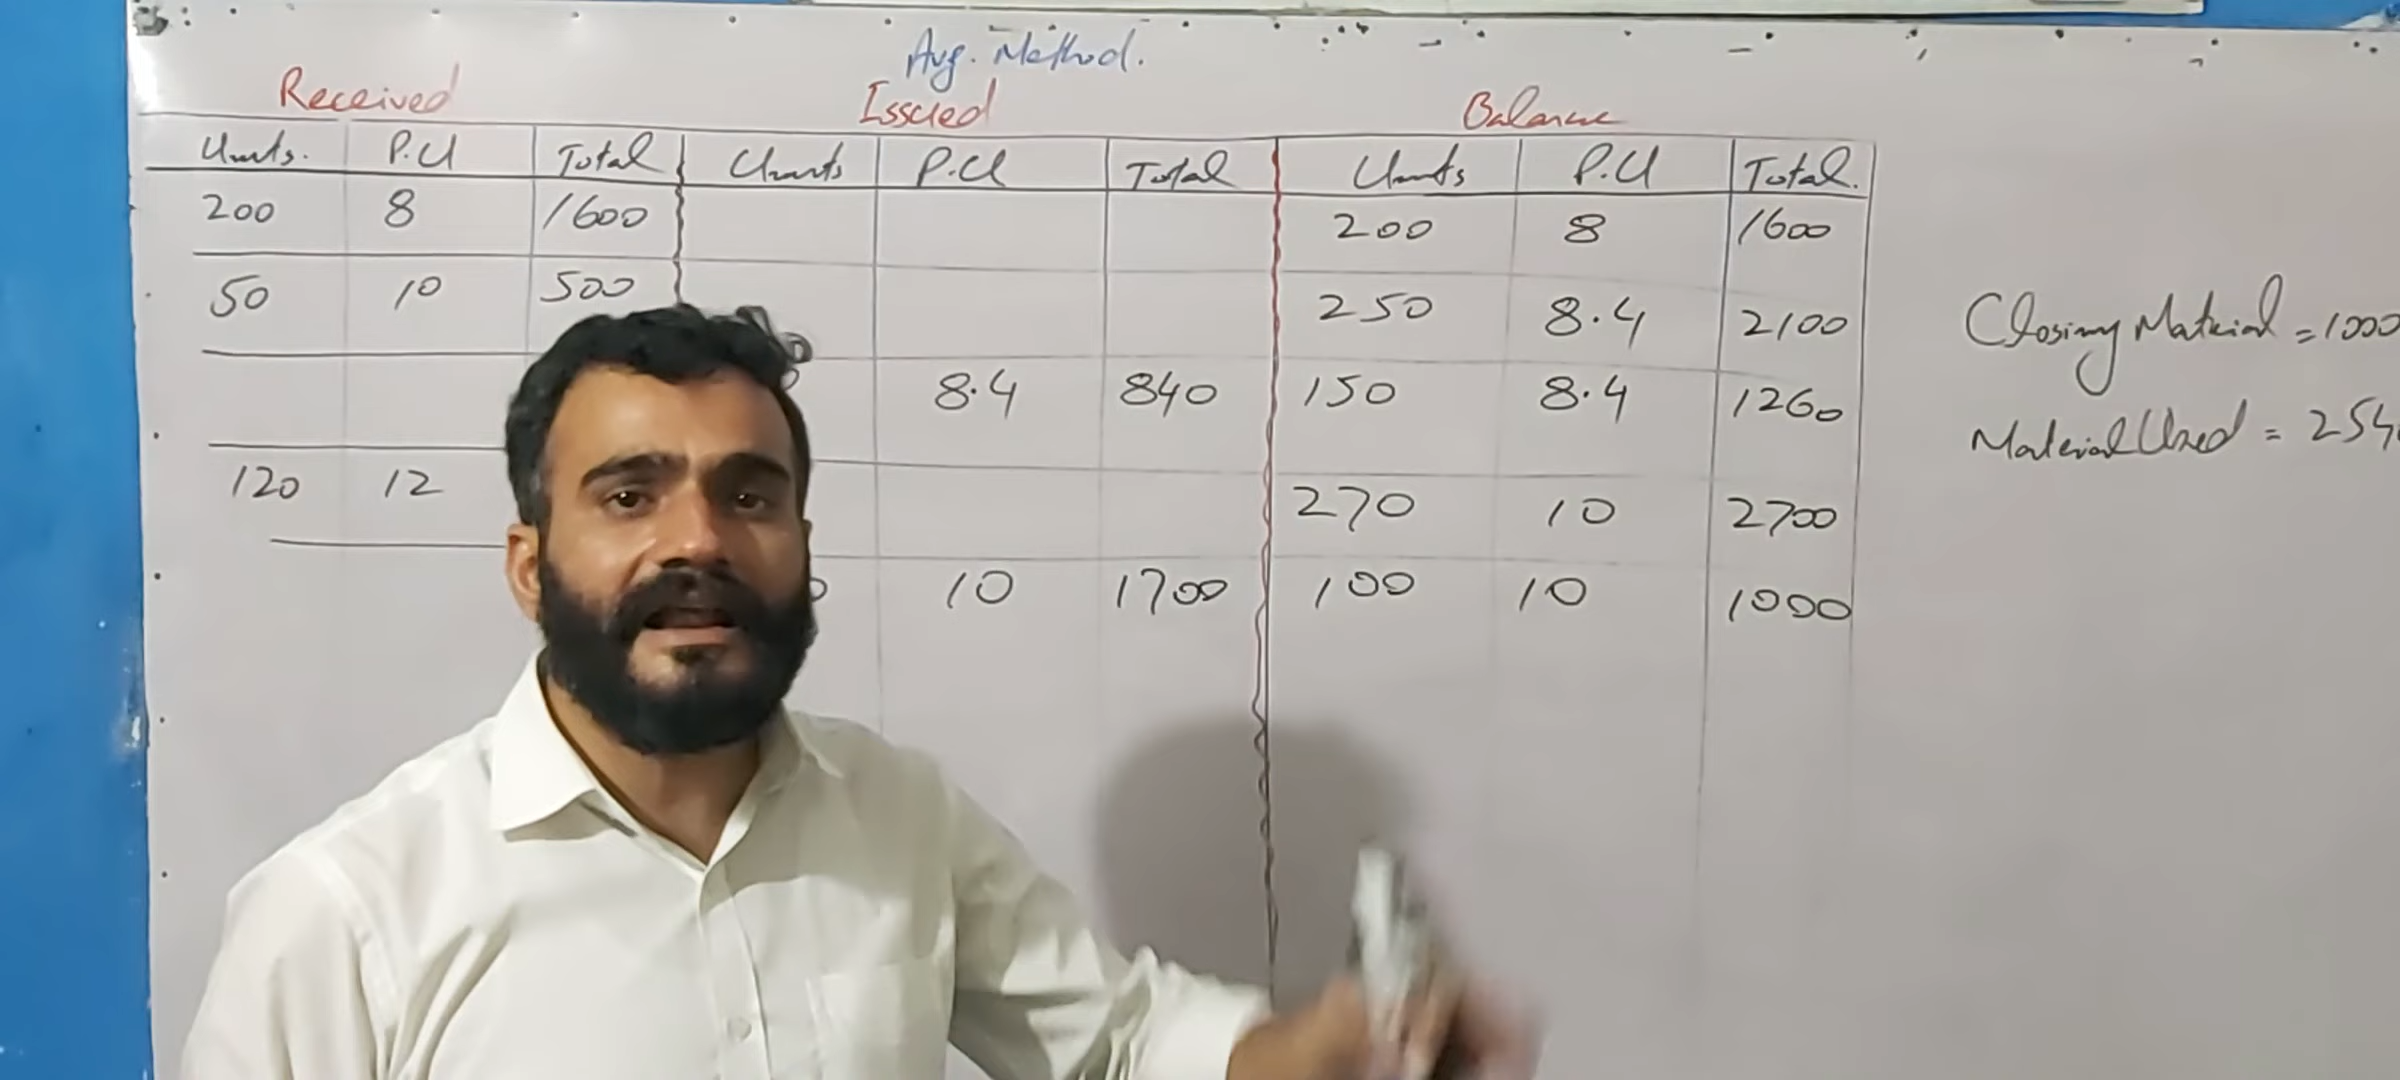 Avg. Method.
Received Issued Balance
Units. P.U Total Units P.U Total Units P.U Total.
200 8 1600 200 8 1600
50 10 500 250 8.4 2100
Closing Material = 1000
8.4 840 150 8.4 1260
Material Used =
120 12 270 10 2700
10 1700 100 10 1000